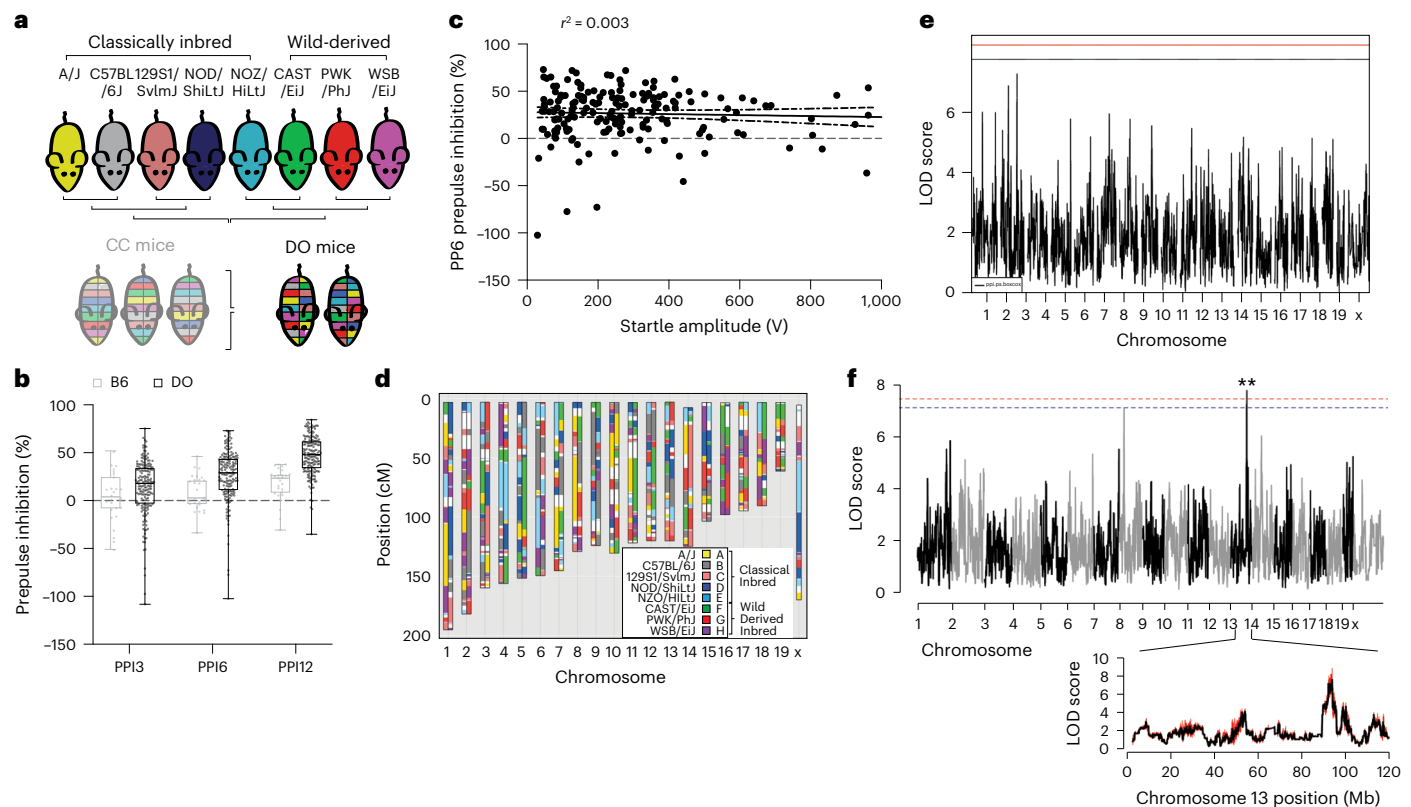 a
Classically inbred
Wild-derived
A/J
C57BL
/6J
129S1/
SvlmJ
NOD/
ShiLtJ
NOZ/
HiLtJ
CAST
/EiJ
PWK
/PhJ
WSB
/EiJ
CC mice
DO mice
b
B6
DO
Prepulse inhibition (%)
100
50
0
−50
−100
−150
PPI3
PPI6
PPI12
c
r² = 0.003
PP6 prepulse inhibition (%)
100
50
0
−50
−100
−150
0
200
400
600
800
1,000
Startle amplitude (V)
d
Position (cM)
0
50
100
150
200
A/J A
C57BL/6J B
129S1/SvlmJ C
NOD/ShiLtJ D
NZO/HILtJ E
CAST/EiJ F
PWK/PhJ G
WSB/EiJ H
Classical
Inbred
Wild
Derived
Inbred
1 2 3 4 5 6 7 8 9 10 11 12 13 14 15 16 17 18 19 x
Chromosome
e
LOD score
6
4
2
0
ppi.ps.boxcox
1 2 3 4 5 6 7 8 9 10 11 12 13 14 15 16 17 18 19 x
Chromosome
f
**
LOD score
8
6
4
2
0
1 2 3 4 5 6 7 8 9 10 11 12 13 14 15 16 17 18 19 x
Chromosome
LOD score
10
8
6
4
2
0
0 20 40 60 80 100 120
Chromosome 13 position (Mb)